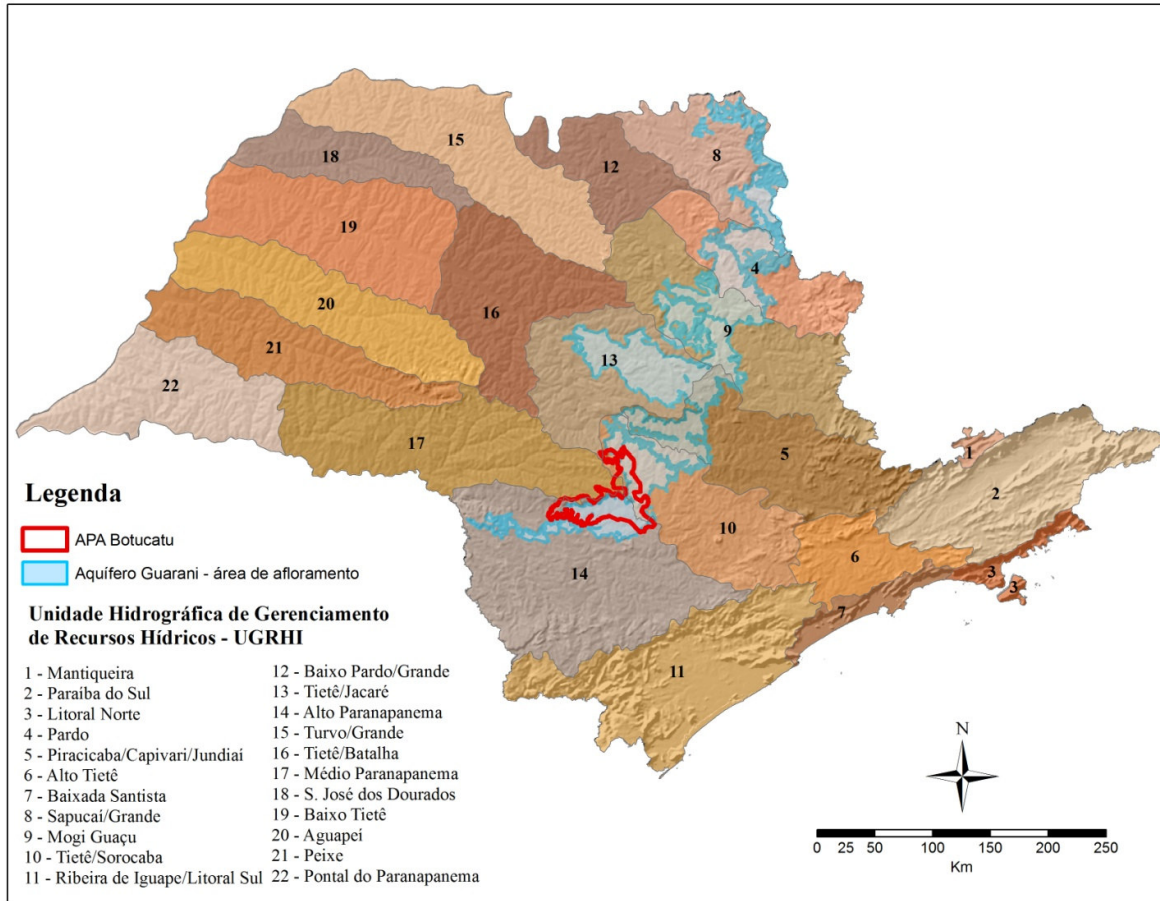 15
18
12
8
19
4
20
16
9
13
21
22
17
5
1
2
10
6
3
3
14
7
11
Legenda
APA Botucatu
Aquífero Guarani - área de afloramento
Unidade Hidrográfica de Gerenciamento
de Recursos Hídricos - UGRHI
1 - Mantiqueira
2 - Paraíba do Sul
3 - Litoral Norte
4 - Pardo
5 - Piracicaba/Capivari/Jundiaí
6 - Alto Tietê
7 - Baixada Santista
8 - Sapucaí/Grande
9 - Mogi Guaçu
10 - Tietê/Sorocaba
11 - Ribeira de Iguape/Litoral Sul
12 - Baixo Pardo/Grande
13 - Tietê/Jacaré
14 - Alto Paranapanema
15 - Turvo/Grande
16 - Tietê/Batalha
17 - Médio Paranapanema
18 - S. José dos Dourados
19 - Baixo Tietê
20 - Aguapeí
21 - Peixe
22 - Pontal do Paranapanema
N
0 25 50 100 150 200 250
Km